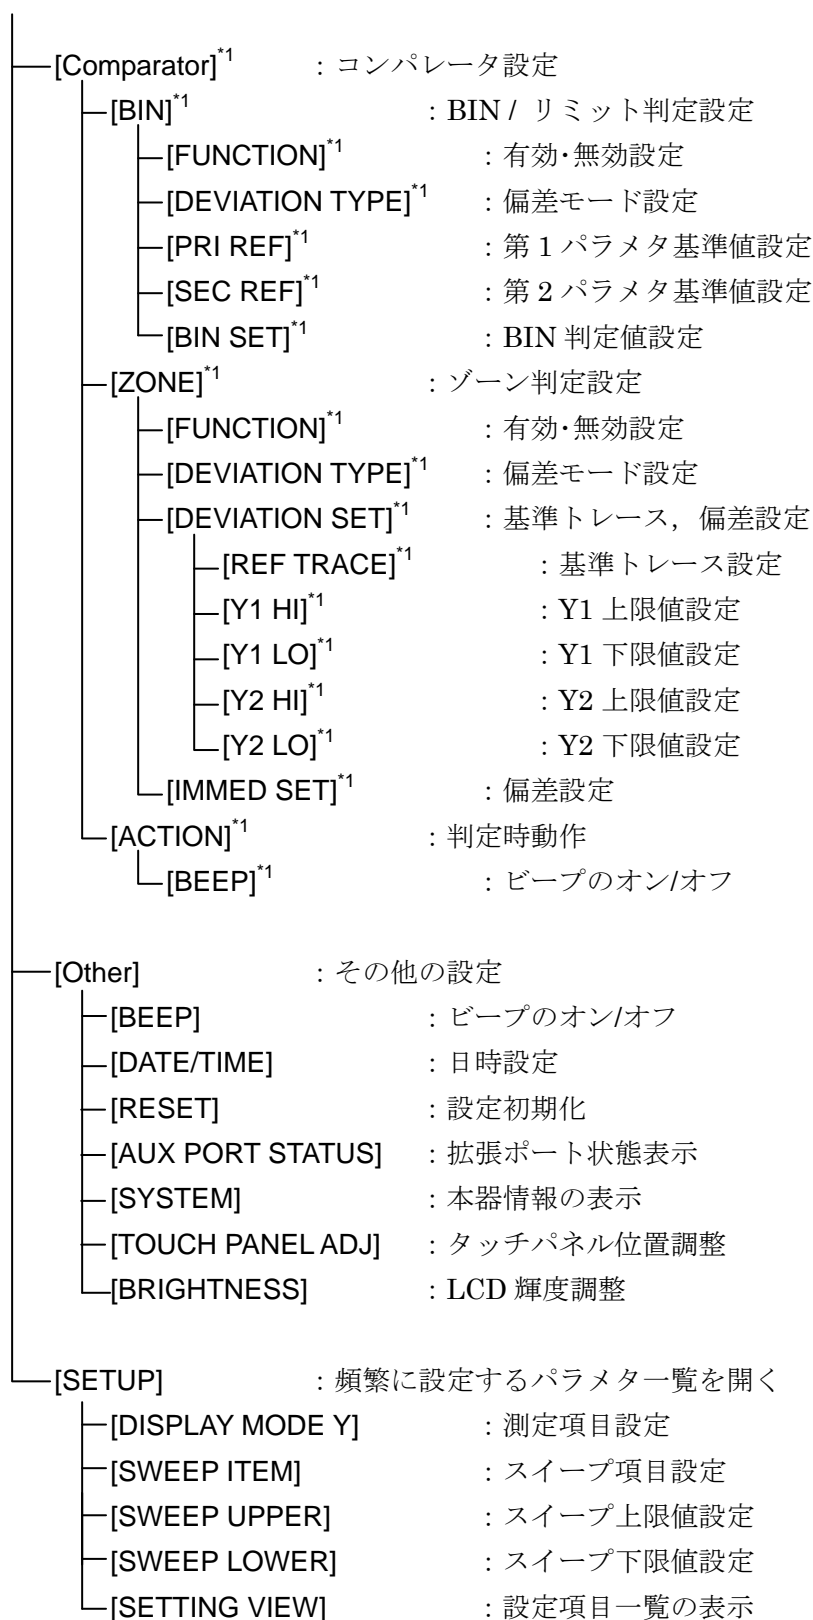 [Comparator]*1 : コンパレータ設定
[BIN]*1 : BIN / リミット判定設定
[FUNCTION]*1 : 有効･無効設定
[DEVIATION TYPE]*1 : 偏差モード設定
[PRI REF]*1 : 第 1 パラメタ基準値設定
[SEC REF]*1 : 第 2 パラメタ基準値設定
[BIN SET]*1 : BIN 判定値設定
[ZONE]*1 : ゾーン判定設定
[FUNCTION]*1 : 有効･無効設定
[DEVIATION TYPE]*1 : 偏差モード設定
[DEVIATION SET]*1 : 基準トレース，偏差設定
[REF TRACE]*1 : 基準トレース設定
[Y1 HI]*1 : Y1 上限値設定
[Y1 LO]*1 : Y1 下限値設定
[Y2 HI]*1 : Y2 上限値設定
[Y2 LO]*1 : Y2 下限値設定
[IMMED SET]*1 : 偏差設定
[ACTION]*1 : 判定時動作
[BEEP]*1 : ビープのオン/オフ
[Other] : その他の設定
[BEEP] : ビープのオン/オフ
[DATE/TIME] : 日時設定
[RESET] : 設定初期化
[AUX PORT STATUS] : 拡張ポート状態表示
[SYSTEM] : 本器情報の表示
[TOUCH PANEL ADJ] : タッチパネル位置調整
[BRIGHTNESS] : LCD 輝度調整
[SETUP] : 頻繁に設定するパラメター覧を開く
[DISPLAY MODE Y] : 測定項目設定
[SWEEP ITEM] : スイープ項目設定
[SWEEP UPPER] : スイープ上限値設定
[SWEEP LOWER] : スイープ下限値設定
[SETTING VIEW] : 設定項目一覧の表示